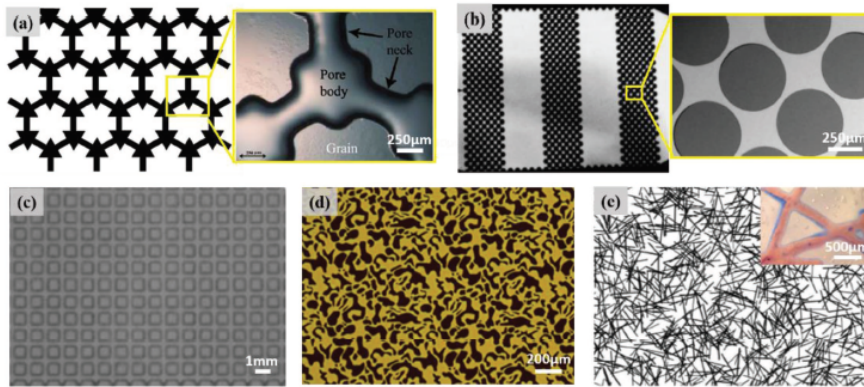 (a)
Pore
neck
Pore
body
Grain
250μm
(b)
250μm
(c)
1mm
(d)
200μm
(e)
500μm